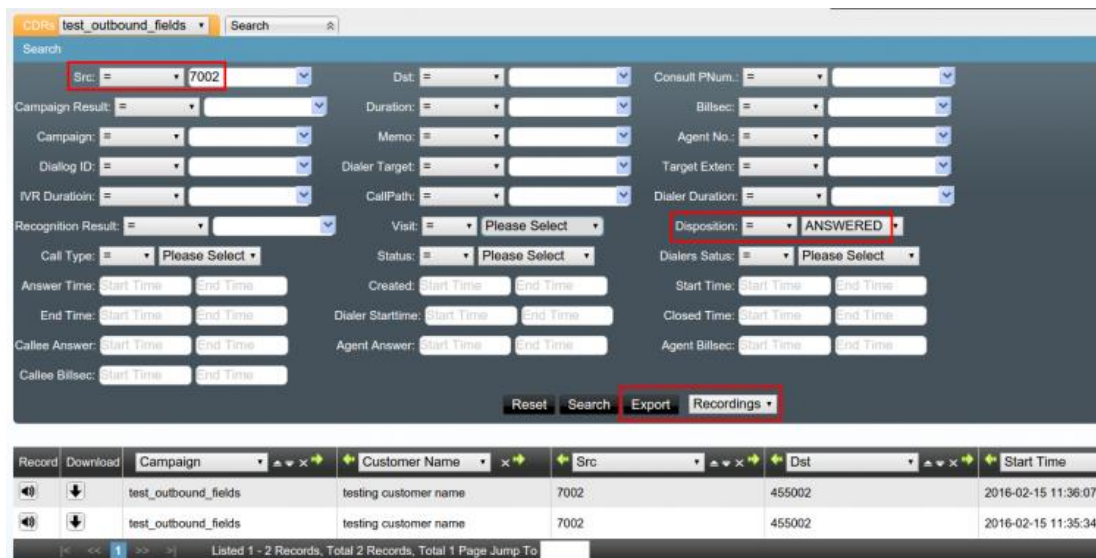 CDRs test_outbound_fields Search
Search
Src: = 7002 Dst: = Consult PNum.: =
Campaign Result: = Duration: = Billsec: =
Campaign: = Memo: = Agent No.: =
Diallog ID: = Dialer Target: = Target Exten: =
IVR Duratioin: = CallPath: = Dialer Duration: =
Recognition Result: = Visit: = Please Select Disposition: = ANSWERED
Call Type: = Please Select Status: = Please Select Dialers Satus: = Please Select
Answer Time: Start Time End Time Created: Start Time End Time Start Time: Start Time End Time
End Time: Start Time End Time Dialer Starttime: Start Time End Time Closed Time: Start Time End Time
Callee Answer: Start Time End Time Agent Answer: Start Time End Time Agent Billsec: Start Time End Time
Callee Billsec: Start Time End Time
Reset Search Export Recordings
Record Download Campaign Customer Name Src Dst Start Time
test_outbound_fields testing customer name 7002 455002 2016-02-15 11:36:07
test_outbound_fields testing customer name 7002 455002 2016-02-15 11:35:34
|< << 1 >> >| Listed 1 - 2 Records, Total 2 Records, Total 1 Page Jump To